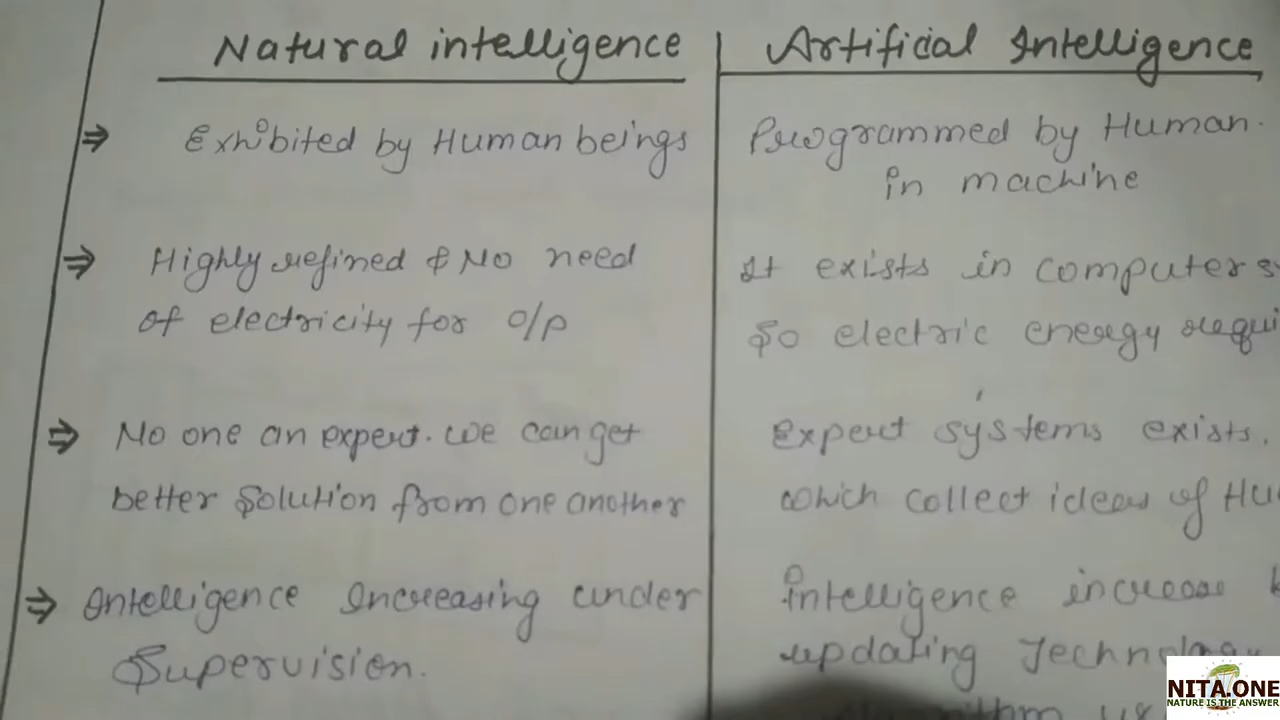 Natural intelligence
Exhibited by Human beings
Highly refined & No need
of electricity for O/P
No one an expert. we can get
better Solution from one another
Intelligence Increasing under
Supervision.
Artifical Intelligence
Programmed by Human.
in machine
It exists in computer
So electric energy
Expert systems exists.
which collect ideas of
intelligence increase
updating Technology
NITA.ONE
NATURE IS THE ANSWER